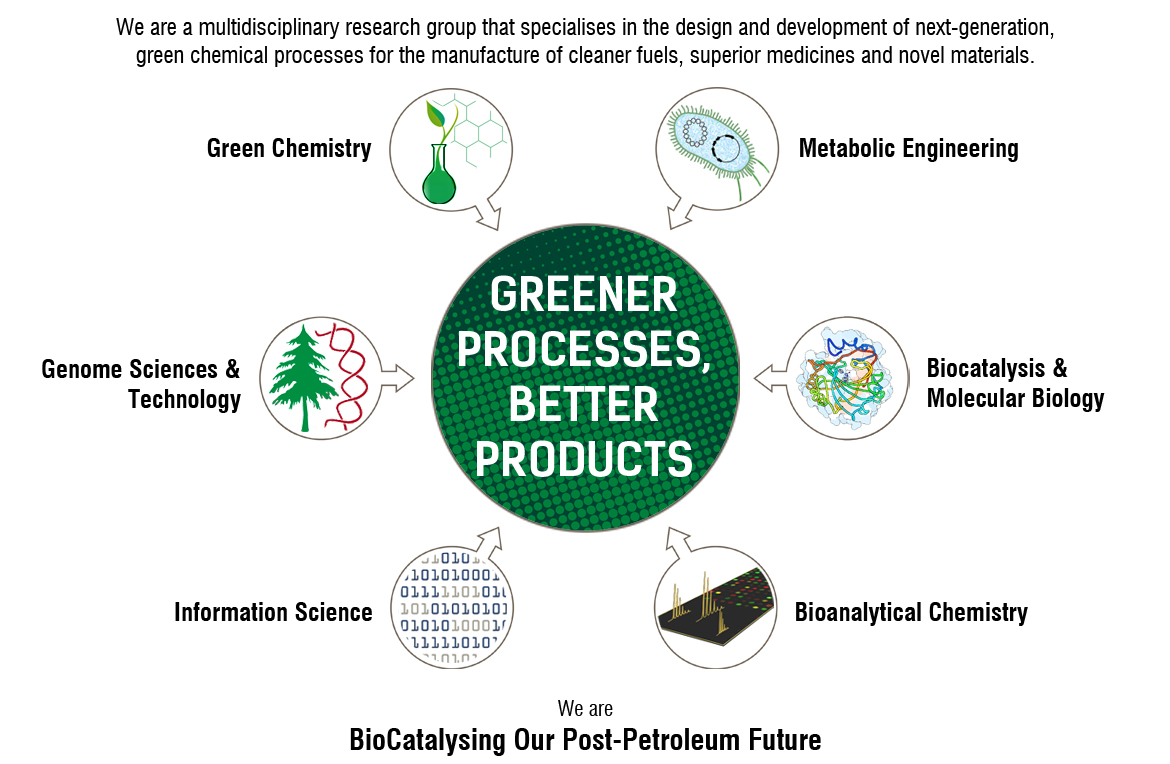 We are a multidisciplinary research group that specialises in the design and development of next-generation,
green chemical processes for the manufacture of cleaner fuels, superior medicines and novel materials.
Green Chemistry
Metabolic Engineering
GREENER
PROCESSES,
BETTER
PRODUCTS
Genome Sciences &
Technology
Biocatalysis &
Molecular Biology
Information Science
Bioanalytical Chemistry
We are
BioCatalysing Our Post-Petroleum Future